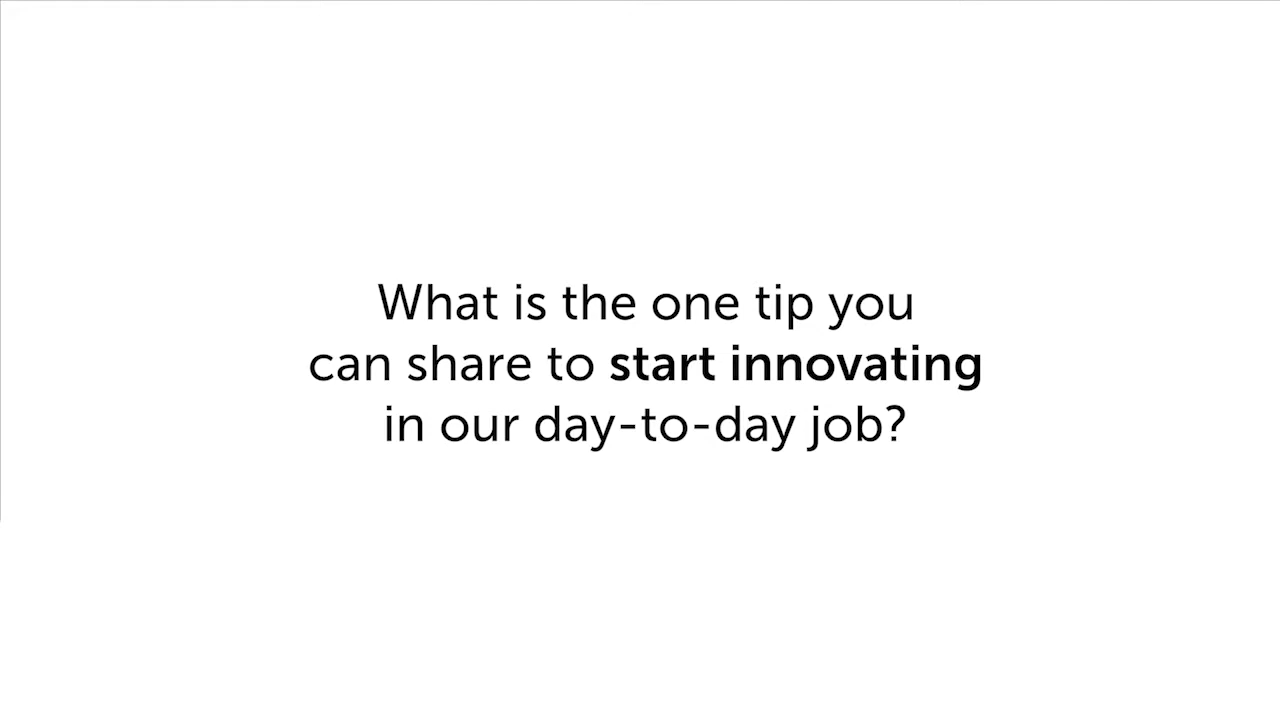 What is the one tip you
can share to start innovating
in our day-to-day job?